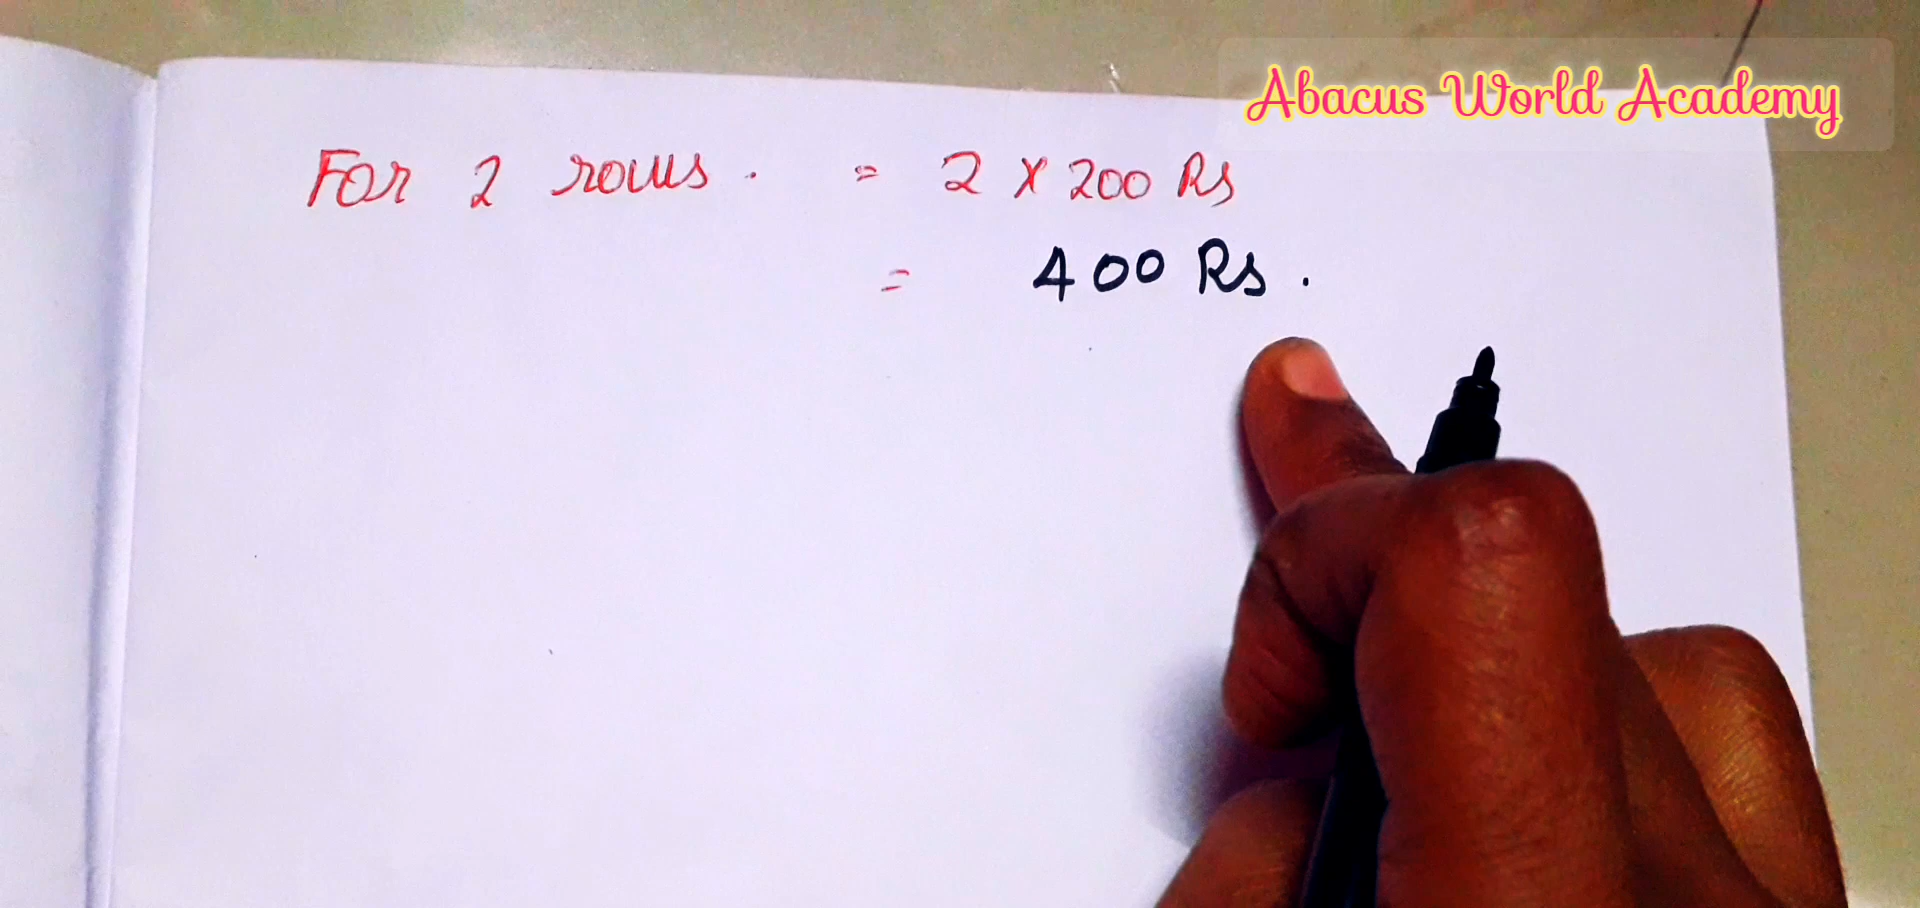 Abacus World Academy
For 2 rows. = 2 x 200 Rs
= 400 Rs.